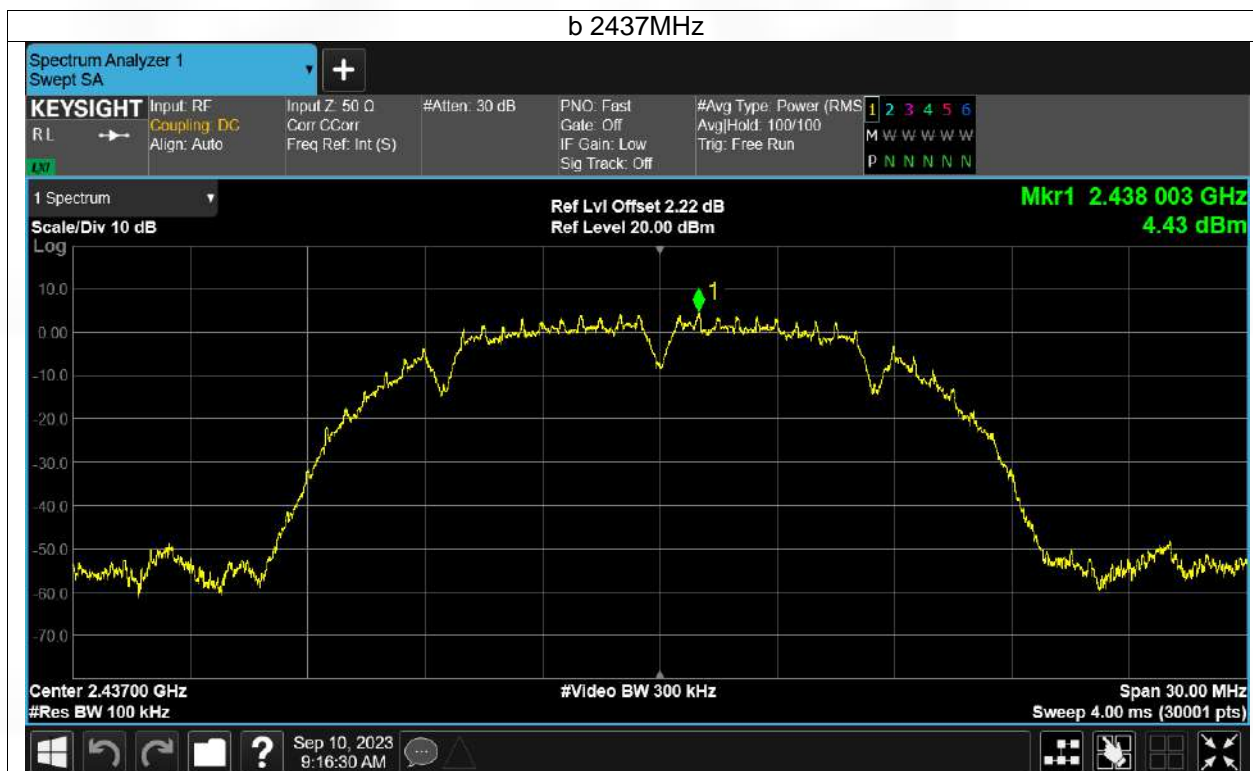 b 2437MHz
Spectrum Analyzer 1
Swept SA
+
KEYSIGHT
RL
LXI
Input: RF
Coupling: DC
Align: Auto
Input Z: 50 Ω
Corr CCorr
Freq Ref: Int (S)
#Atten: 30 dB
PNO: Fast
Gate: Off
IF Gain: Low
Sig Track: Off
#Avg Type: Power (RMS
Avg|Hold: 100/100
Trig: Free Run
1 2 3 4 5 6
M W W W W W
P N N N N N
1 Spectrum
Scale/Div 10 dB
Ref Lvl Offset 2.22 dB
Ref Level 20.00 dBm
Mkr1 2.438 003 GHz
4.43 dBm
Log
1
10.0
0.00
-10.0
-20.0
-30.0
-40.0
-50.0
-60.0
-70.0
Center 2.43700 GHz
#Res BW 100 kHz
#Video BW 300 kHz
Span 30.00 MHz
Sweep 4.00 ms (30001 pts)
?
Sep 10, 2023
9:16:30 AM